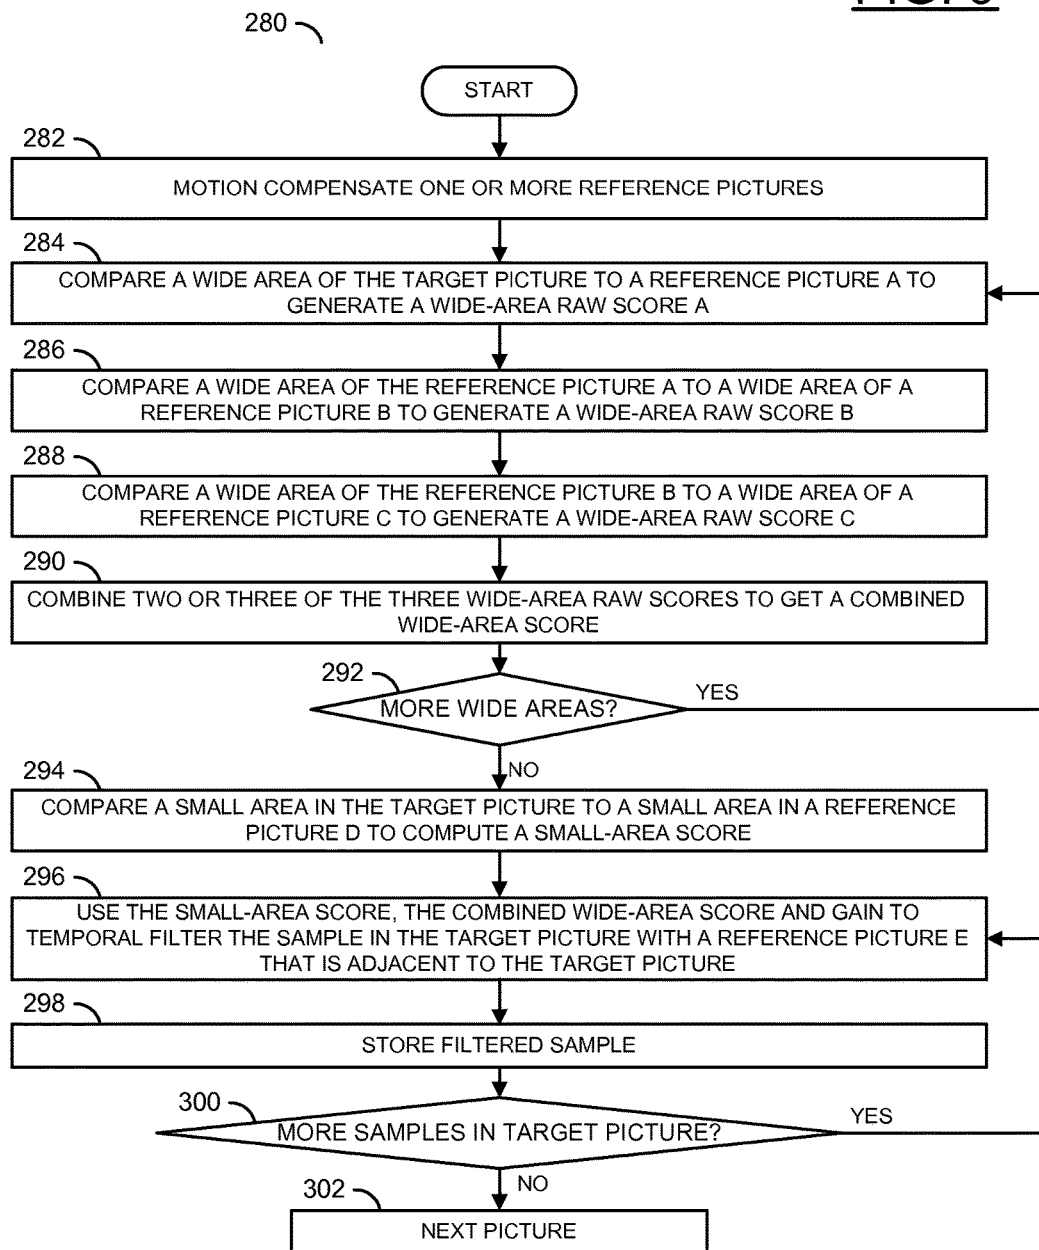 280
START
282
MOTION COMPENSATE ONE OR MORE REFERENCE PICTURES
284
COMPARE A WIDE AREA OF THE TARGET PICTURE TO A REFERENCE PICTURE A TO
GENERATE A WIDE-AREA RAW SCORE A
286
COMPARE A WIDE AREA OF THE REFERENCE PICTURE A TO A WIDE AREA OF A
REFERENCE PICTURE B TO GENERATE A WIDE-AREA RAW SCORE B
288
COMPARE A WIDE AREA OF THE REFERENCE PICTURE B TO A WIDE AREA OF A
REFERENCE PICTURE C TO GENERATE A WIDE-AREA RAW SCORE C
290
COMBINE TWO OR THREE OF THE THREE WIDE-AREA RAW SCORES TO GET A COMBINED
WIDE-AREA SCORE
292
MORE WIDE AREAS?
YES
NO
294
COMPARE A SMALL AREA IN THE TARGET PICTURE TO A SMALL AREA IN A REFERENCE
PICTURE D TO COMPUTE A SMALL-AREA SCORE
296
USE THE SMALL-AREA SCORE, THE COMBINED WIDE-AREA SCORE AND GAIN TO
TEMPORAL FILTER THE SAMPLE IN THE TARGET PICTURE WITH A REFERENCE PICTURE E
THAT IS ADJACENT TO THE TARGET PICTURE
298
STORE FILTERED SAMPLE
300
MORE SAMPLES IN TARGET PICTURE?
YES
NO
302
NEXT PICTURE